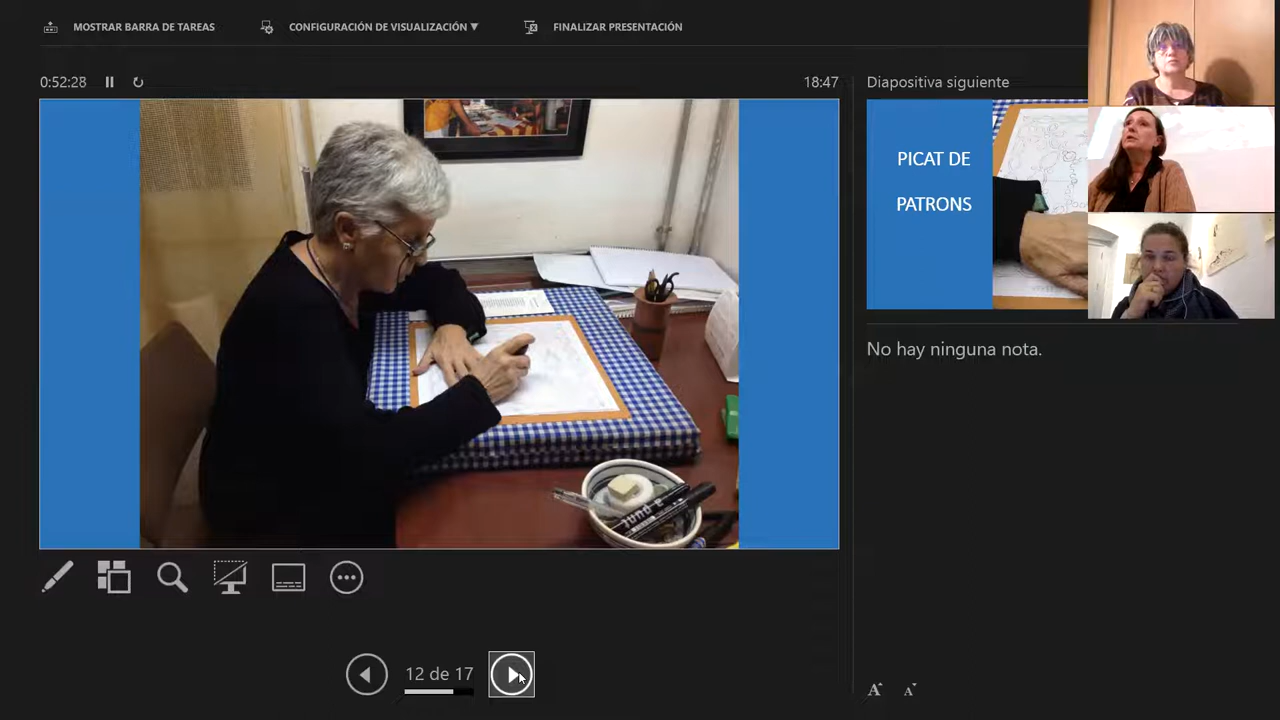 MOSTRAR BARRA DE TAREAS
CONFIGURACIÓN DE VISUALIZACIÓN ▼
FINALIZAR PRESENTACIÓN
0:52:28
18:47
Diapositiva siguiente
PICAT DE
PATRONS
No hay ninguna nota.
12 de 17
A A